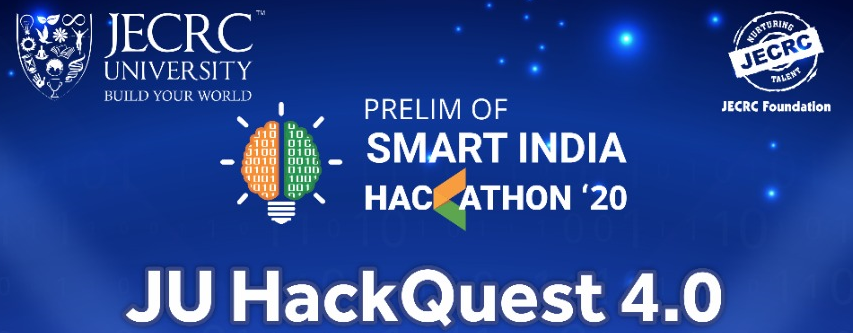 JECRC™
UNIVERSITY
BUILD YOUR WORLD
NURTURING
JECRC
TALENT
JECRC Foundation
PRELIM OF
SMART INDIA
HACKATHON ‘20
JU HackQuest 4.0